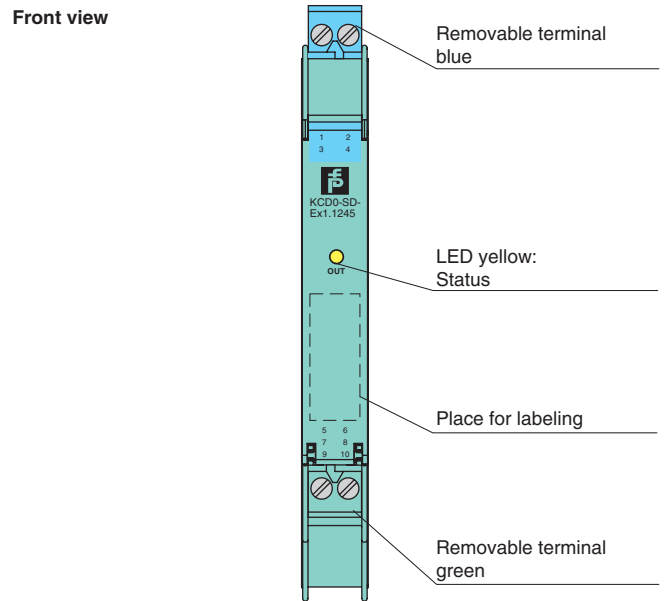 Front view
Removable terminal
blue
1 2
3 4
KCD0-SD-
Ex1.1245
LED yellow:
Status
OUT
Place for labeling
5 6
7 8
9 10
Removable terminal
green